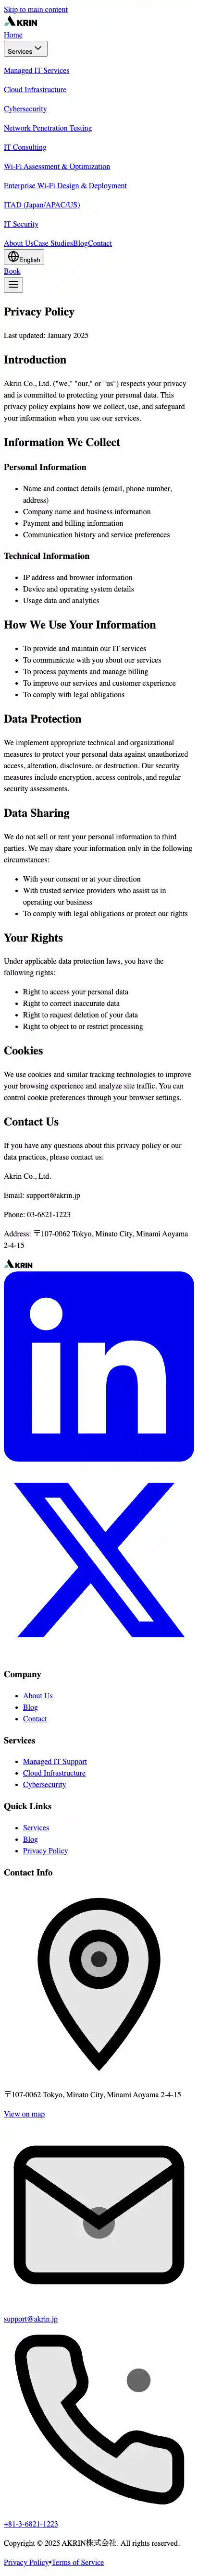 Skip to main content
AKRIN
Home
Services
Managed IT Services
Cloud Infrastructure
Cybersecurity
Network Penetration Testing
IT Consulting
Wi-Fi Assessment & Optimization
Enterprise Wi-Fi Design & Deployment
ITAD (Japan/APAC/US)
IT Security
About UsCase StudiesBlogContact
English
Book
Privacy Policy
Last updated: January 2025
Introduction
Akrin Co., Ltd. ("we," "our," or "us") respects your privacy
and is committed to protecting your personal data. This
privacy policy explains how we collect, use, and safeguard
your information when you use our services.
Information We Collect
Personal Information
• Name and contact details (email, phone number,
address)
• Company name and business information
• Payment and billing information
• Communication history and service preferences
Technical Information
• IP address and browser information
• Device and operating system details
• Usage data and analytics
How We Use Your Information
• To provide and maintain our IT services
• To communicate with you about our services
• To process payments and manage billing
• To improve our services and customer experience
• To comply with legal obligations
Data Protection
We implement appropriate technical and organizational
measures to protect your personal data against unauthorized
access, alteration, disclosure, or destruction. Our security
measures include encryption, access controls, and regular
security assessments.
Data Sharing
We do not sell or rent your personal information to third
parties. We may share your information only in the following
circumstances:
• With your consent or at your direction
• With trusted service providers who assist us in
operating our business
• To comply with legal obligations or protect our rights
Your Rights
Under applicable data protection laws, you have the
following rights:
• Right to access your personal data
• Right to correct inaccurate data
• Right to request deletion of your data
• Right to object to or restrict processing
Cookies
We use cookies and similar tracking technologies to improve
your browsing experience and analyze site traffic. You can
control cookie preferences through your browser settings.
Contact Us
If you have any questions about this privacy policy or our
data practices, please contact us:
Akrin Co., Ltd.
Email: support@akrin.jp
Phone: 03-6821-1223
Address: 〒107-0062 Tokyo, Minato City, Minami Aoyama
2-4-15
AKRIN
in
X
Company
• About Us
• Blog
• Contact
Services
• Managed IT Support
• Cloud Infrastructure
• Cybersecurity
Quick Links
• Services
• Blog
• Privacy Policy
Contact Info
〒107-0062 Tokyo, Minato City, Minami Aoyama 2-4-15
View on map
support@akrin.jp
+81-3-6821-1223
Copyright © 2025 AKRIN株式会社. All rights reserved.
Privacy Policy•Terms of Service